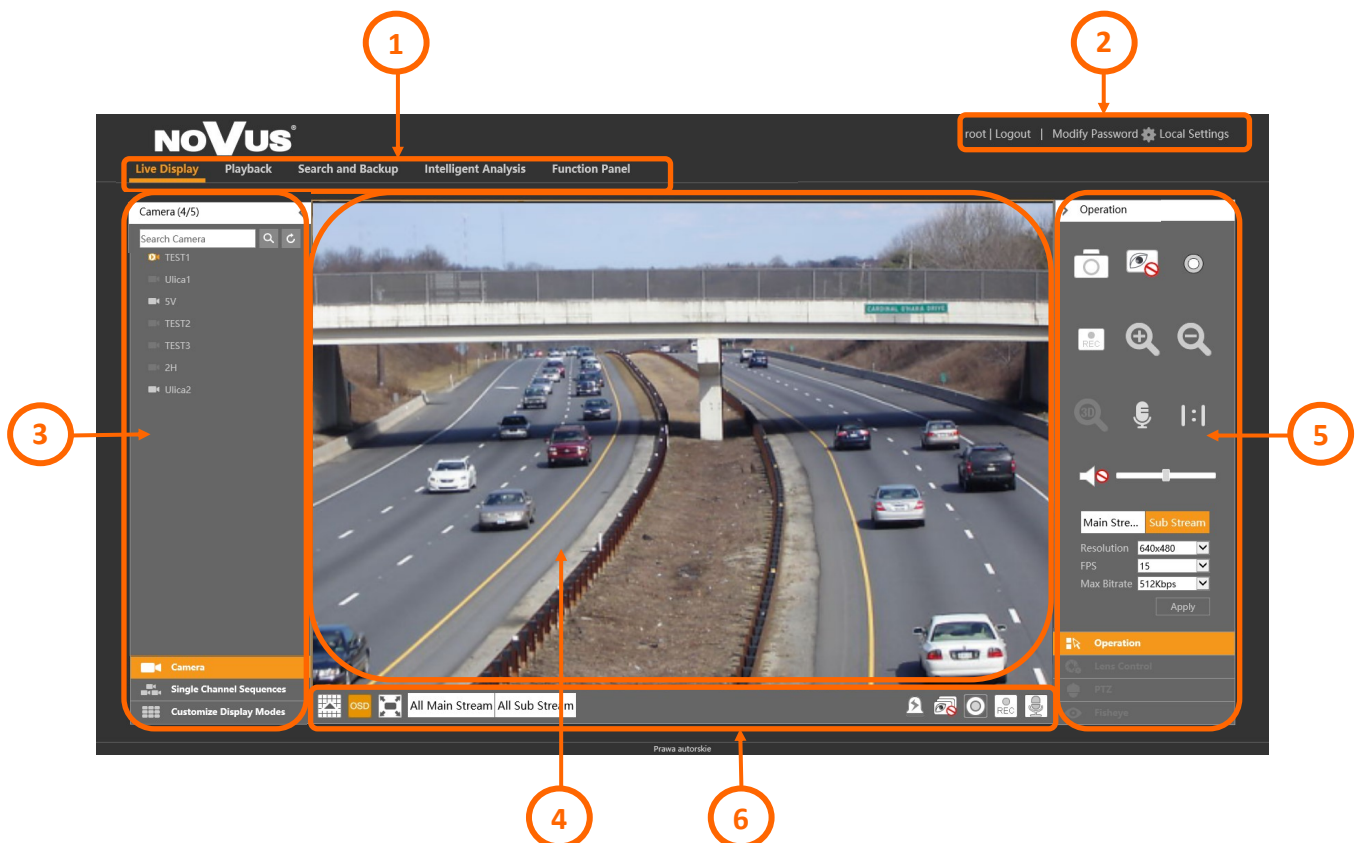 1
2
NOVUS®
root | Logout | Modify Password Local Settings
Live Display Playback Search and Backup Intelligent Analysis Function Panel
Camera (4/5)
Search Camera
TEST1
Ulica1
5V
TEST2
TEST3
2H
Ulica2
3
Camera
Single Channel Sequences
Customize Display Modes
CARDINAL O'HARA DRIVE
4
Operation
REC
3D
1:1
5
Main Stre... Sub Stream
Resolution 640x480
FPS 15
Max Bitrate 512Kbps
Apply
Operation
Lens Control
PTZ
Fisheye
OSD All Main Stream All Sub Stream REC
6
Prawa autorskie